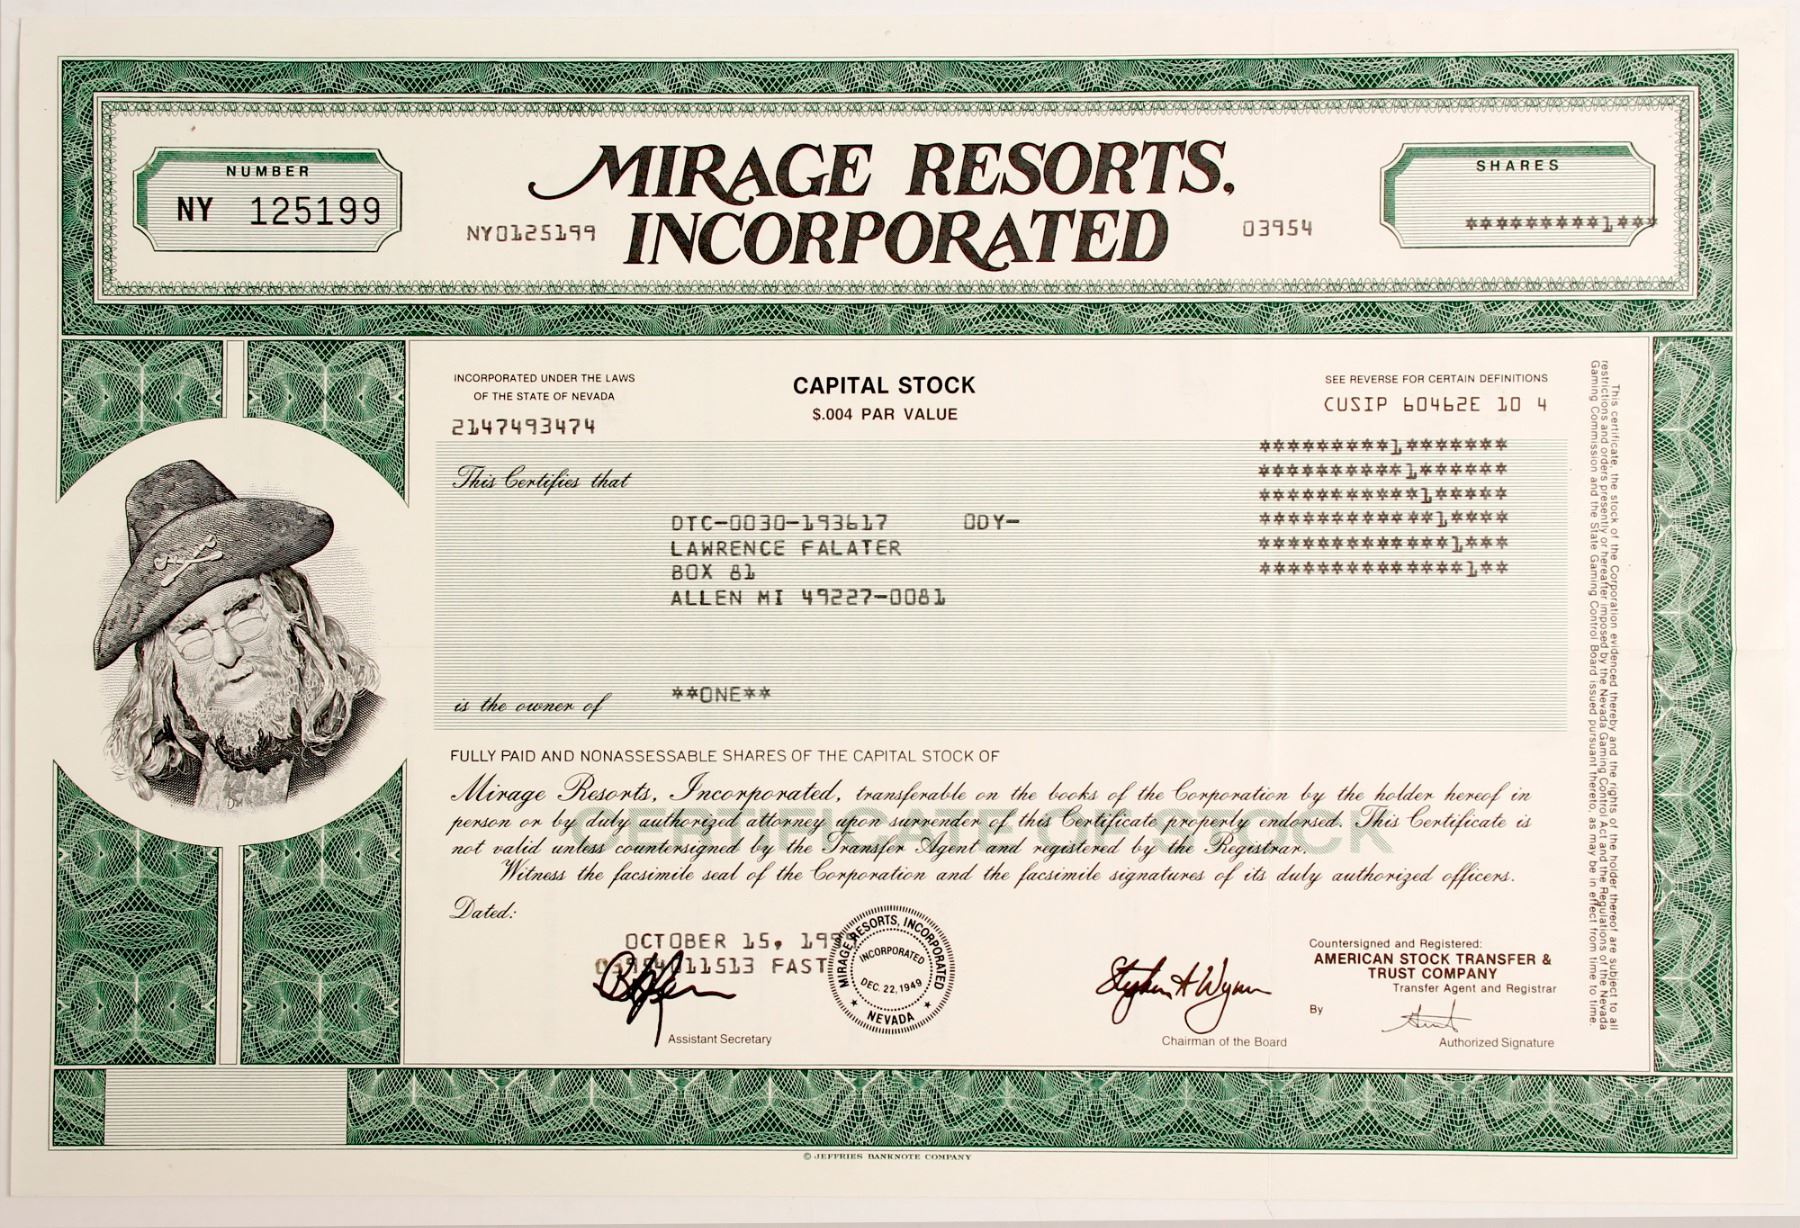 NUMBER
NY 125199
MIRAGE RESORTS,
INCORPORATED
NY0125199
03954
SHARES
*********1***
INCORPORATED UNDER THE LAWS
OF THE STATE OF NEVADA
2147493474
CAPITAL STOCK
$.004 PAR VALUE
SEE REVERSE FOR CERTAIN DEFINITIONS
CUSIP 60462E 10 4
This Certifies that
*********1*******
**********1******
***********1*****
************1****
*************1***
**************1**
DTC-0030-193617 ODY-
LAWRENCE FALATER
BOX 81
ALLEN MI 49227-0081
is the owner of
**ONE**
FULLY PAID AND NONASSESSABLE SHARES OF THE CAPITAL STOCK OF
Mirage Resorts, Incorporated, transferable on the books of the Corporation by the holder hereof in
person or by duly authorized attorney upon surrender of this Certificate properly endorsed. This Certificate is
not valid unless countersigned by the Transfer Agent and registered by the Registrar.
Witness the facsimile seal of the Corporation and the facsimile signatures of its duly authorized officers.
CERTIFICATE OF STOCK
Dated:
OCTOBER 15, 199
011513 FAST
MIRAGE RESORTS, INCORPORATED
INCORPORATED
DEC. 22, 1949
NEVADA
Assistant Secretary
Stephen A Wynn
Chairman of the Board
Countersigned and Registered:
AMERICAN STOCK TRANSFER &
TRUST COMPANY
Transfer Agent and Registrar
By
Authorized Signature
This certificate, the stock of the Corporation evidenced thereby and the rights of the holder thereof are subject to all
restrictions and orders presently or hereafter imposed by the Nevada Gaming Control Act and the Regulations of the Nevada
Gaming Commission and the State Gaming Control Board issued pursuant thereto, as may be in effect from time to time.
© JEFFRIES BANKNOTE COMPANY